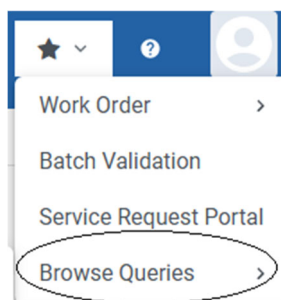 Work Order
Batch Validation
Service Request Portal
Browse Queries